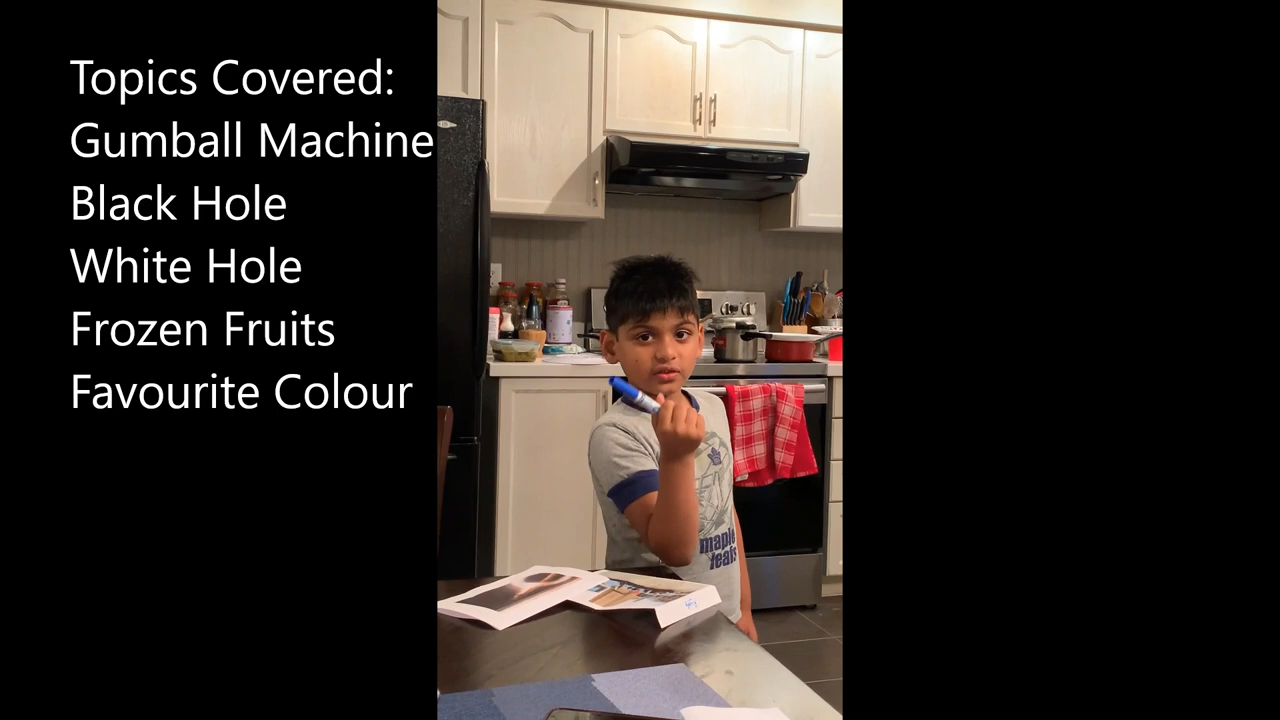 Topics Covered:
Gumball Machine
Black Hole
White Hole
Frozen Fruits
Favourite Colour
maple
leafs